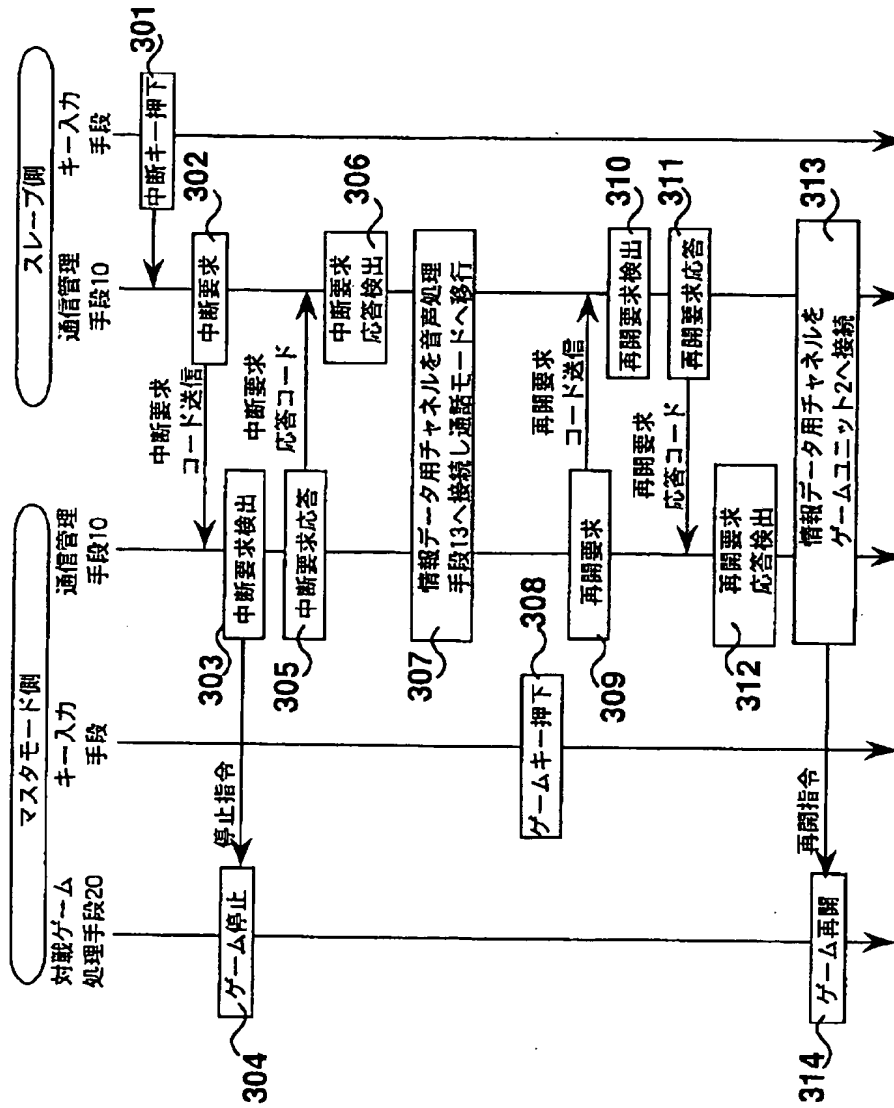 マスタモード側
スレーブ側
対戦ゲーム
処理手段20
キー入力
手段
通信管理
手段10
通信管理
手段10
キー入力
手段
中断キー押下
301
中断要求
302
中断要求
コード送信
中断要求検出
303
停止指令
ゲーム停止
304
中断要求応答
305
中断要求
応答コード
中断要求
応答検出
306
情報データ用チャネルを音声処理
手段13へ接続し通話モードへ移行
307
ゲームキー押下
308
再開要求
309
再開要求
コード送信
再開要求検出
310
再開要求応答
311
再開要求
応答コード
再開要求
応答検出
312
情報データ用チャネルを
ゲームユニット2へ接続
313
再開指令
ゲーム再開
314